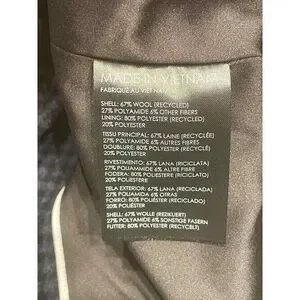 MADE IN VIETNAM
FABRIQUÉ AU VIETNAM
SHELL: 67% WOOL (RECYCLED)
27% POLYAMIDE 6% OTHER FIBERS
LINING: 80% POLYESTER (RECYCLED)
20% POLYESTER
TISSU PRINCIPAL: 67% LAINE (RECYCLÉE)
27% POLYAMIDE 6% AUTRES FIBRES
DOUBLURE: 80% POLYESTER (RECYCLÉ)
20% POLYESTER
RIVESTIMENTO: 67% LANA (RICICLATA)
27% POLIAMMIDE 6% ALTRE FIBRE
FODERA: 80% POLIESTERE (RICICLATO)
20% POLIESTERE
TELA EXTERIOR: 67% LANA (RECICLADA)
27% POLIAMIDA 6% OTRAS
FORRO: 80% POLIÉSTER (RECICLADO)
20% POLIÉSTER
SHELL: 67% WOLLE (REZIKLIERT)
27% POLYAMID 6% SONSTIGE FASERN
FUTTER: 80% POLYESTER (RECYCELT)